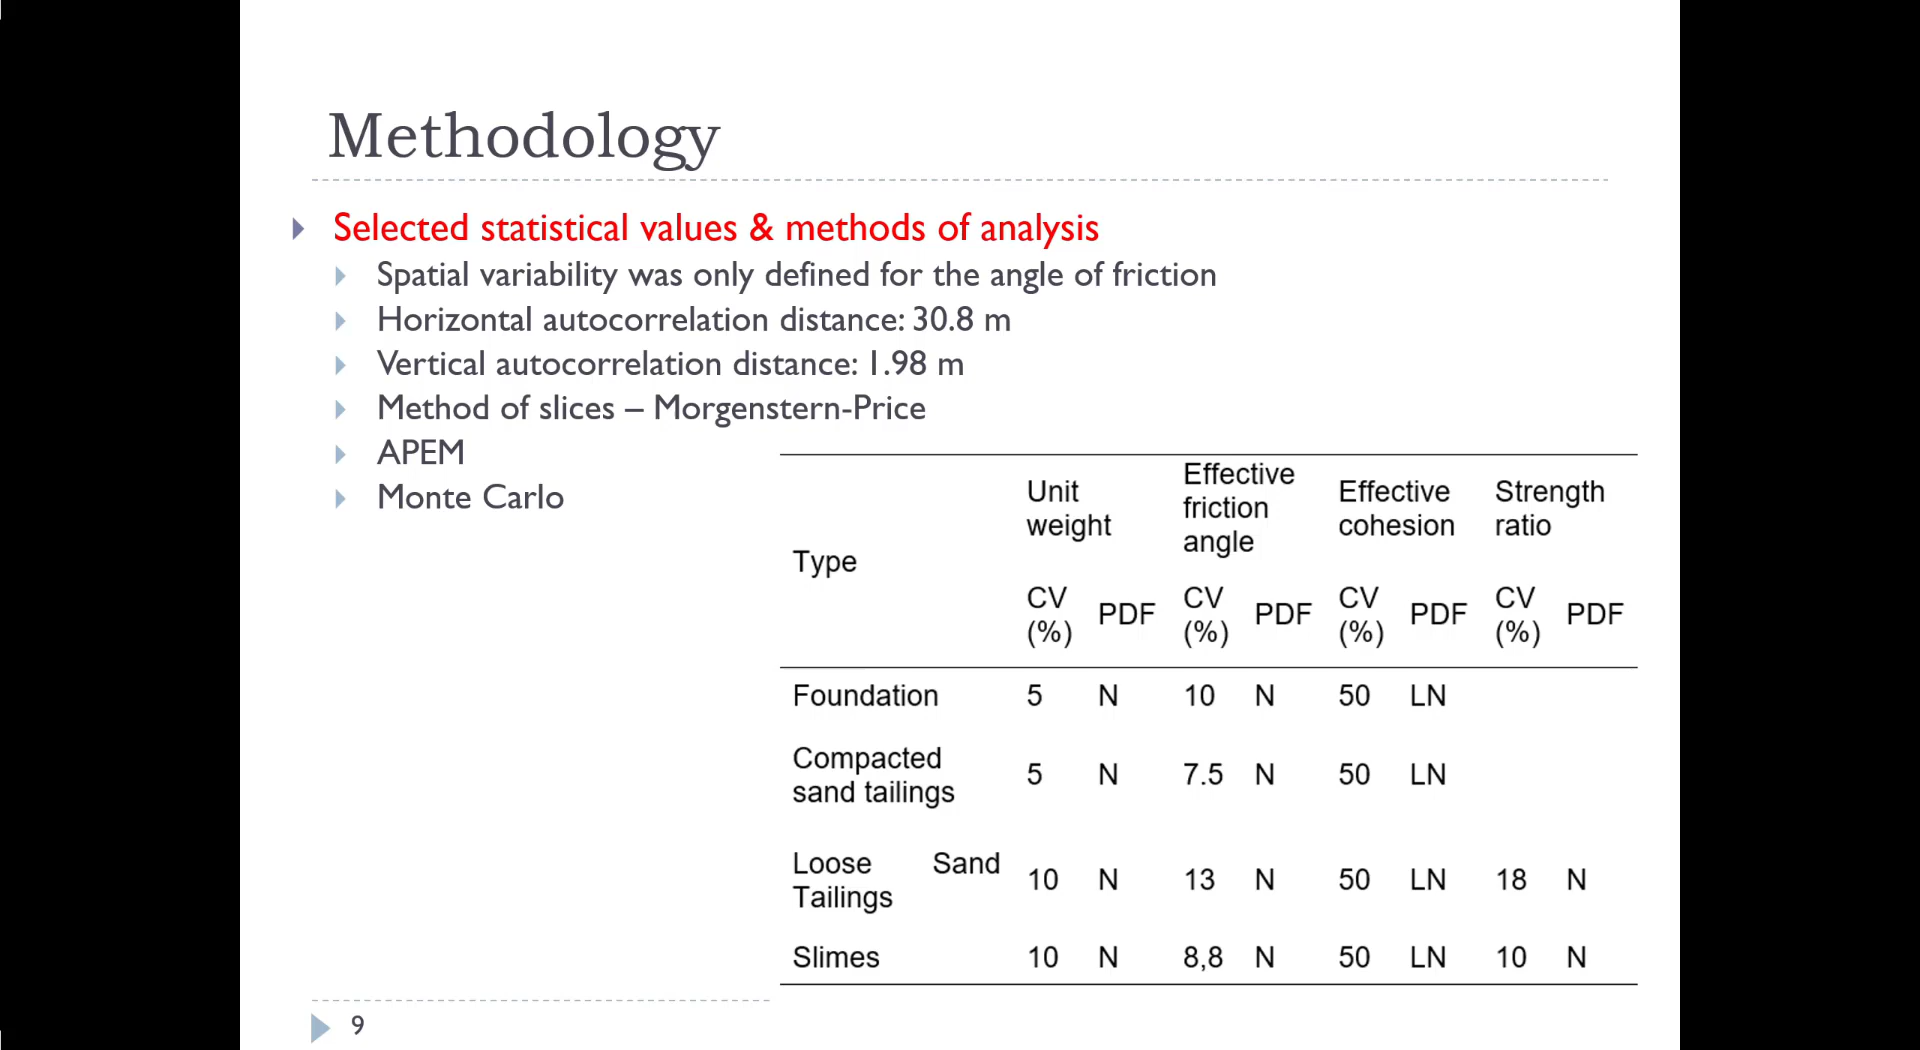 Methodology
Selected statistical values & methods of analysis
Spatial variability was only defined for the angle of friction
Horizontal autocorrelation distance: 30.8 m
Vertical autocorrelation distance: 1.98 m
Method of slices – Morgenstern-Price
APEM
Monte Carlo
Type
Unit weight
Effective friction angle
Effective cohesion
Strength ratio
CV (%) PDF CV (%) PDF CV (%) PDF CV (%) PDF
Foundation 5 N 10 N 50 LN
Compacted sand tailings 5 N 7.5 N 50 LN
Loose Sand Tailings 10 N 13 N 50 LN 18 N
Slimes 10 N 8,8 N 50 LN 10 N
9